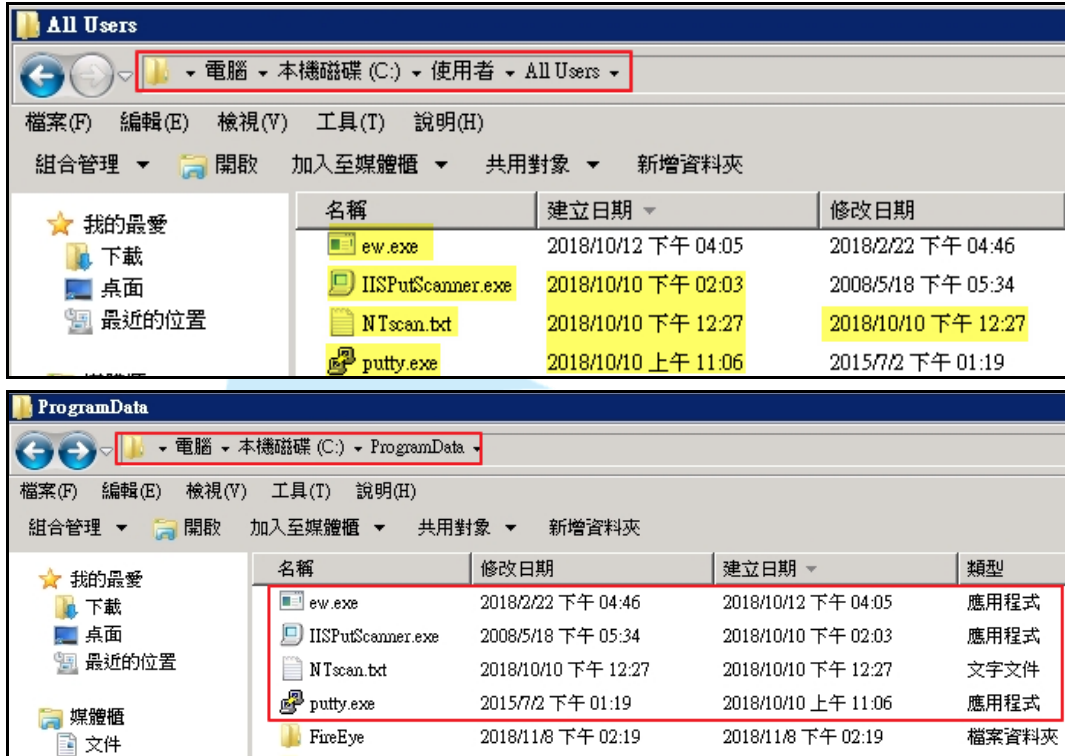 All Users
電腦 本機磁碟 (C:) 使用者 All Users
檔案(F) 編輯(E) 檢視(V) 工具(T) 說明(H)
組合管理 開啟 加入至媒體櫃 共用對象 新增資料夾
我的最愛
下載
桌面
最近的位置
名稱 建立日期 修改日期
ew.exe 2018/10/12 下午 04:05 2018/2/22 下午 04:46
IISPutScanner.exe 2018/10/10 下午 02:03 2008/5/18 下午 05:34
NTscan.txt 2018/10/10 下午 12:27 2018/10/10 下午 12:27
putty.exe 2018/10/10 上午 11:06 2015/7/2 下午 01:19
ProgramData
電腦 本機磁碟 (C:) ProgramData
檔案(F) 編輯(E) 檢視(V) 工具(T) 說明(H)
組合管理 開啟 加入至媒體櫃 共用對象 新增資料夾
我的最愛
下載
桌面
最近的位置
媒體櫃
文件
名稱 修改日期 建立日期 類型
ew.exe 2018/2/22 下午 04:46 2018/10/12 下午 04:05 應用程式
IISPutScanner.exe 2008/5/18 下午 05:34 2018/10/10 下午 02:03 應用程式
NTscan.txt 2018/10/10 下午 12:27 2018/10/10 下午 12:27 文字文件
putty.exe 2015/7/2 下午 01:19 2018/10/10 上午 11:06 應用程式
FireEye 2018/11/8 下午 02:19 2018/11/8 下午 02:19 檔案資料夾